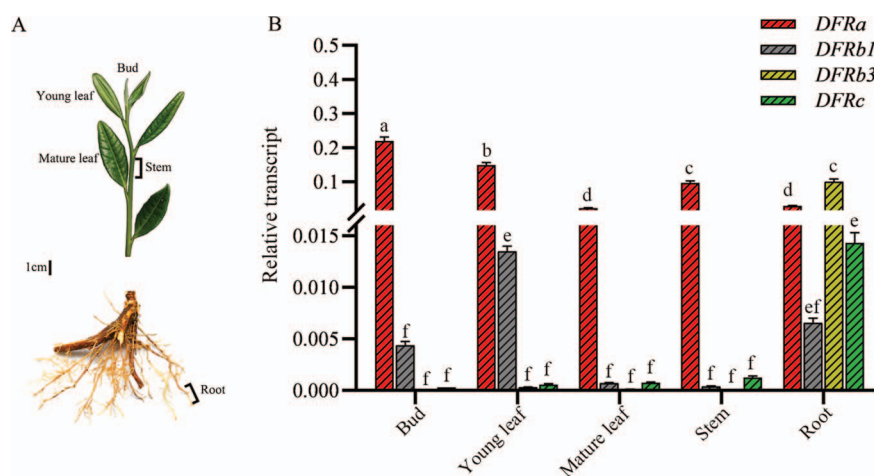 A
Bud
Young leaf
Mature leaf
Stem
1cm
Root
B
Relative transcript
0.5
0.4
0.3
0.2
0.1
0.015
0.010
0.005
0.000
a
f
f
f
b
e
f
f
d
f
f
f
c
f
f
f
d
ef
c
e
Bud
Young leaf
Mature leaf
Stem
Root
DFRa
DFRb1
DFRb3
DFRc